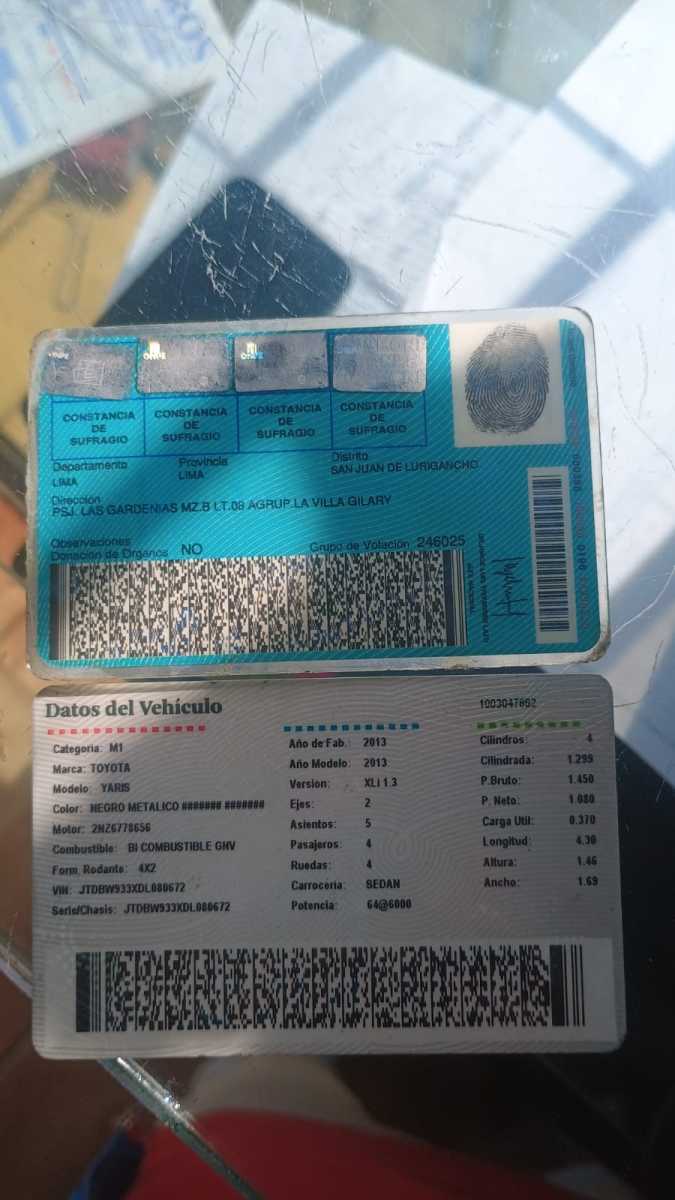 CONSTANCIA DE SUFRAGIO
CONSTANCIA DE SUFRAGIO
CONSTANCIA DE SUFRAGIO
CONSTANCIA DE SUFRAGIO
Departamento
LIMA
Provincia
LIMA
Distrito
SAN JUAN DE LURIGANCHO
Dirección
PSJ. LAS GARDENIAS MZ.B LT.08 AGRUP.LA VILLA GILARY
Observaciones
Donación de Organos NO
Grupo de Votación 246025
Datos del Vehículo
1003047852
Categoria: M1
Marca: TOYOTA
Modelo: YARIS
Color: NEGRO METALICO ####### #######
Motor: 2NZ6778656
Combustible: BI COMBUSTIBLE GNV
Form. Rodante: 4X2
VIN: JTDBW933XDL080672
Serie/Chasis: JTDBW933XDL080672
Año de Fab.: 2013
Año Modelo: 2013
Version: XLI 1.3
Ejes: 2
Asientos: 5
Pasajeros: 4
Ruedas: 4
Carrocería: SEDAN
Potencia: 64@6000
Cilindros: 4
Cilindrada: 1.299
P.Bruto: 1.450
P. Neto: 1.080
Carga Util: 0.370
Longitud: 4.30
Altura: 1.46
Ancho: 1.69